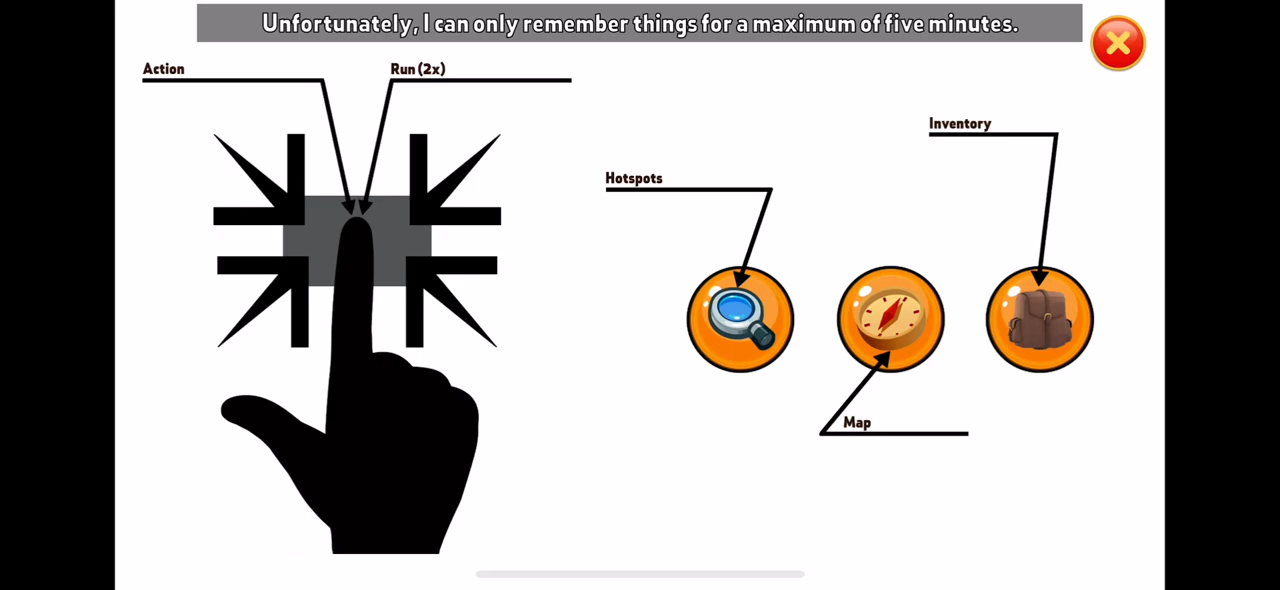 Unfortunately, I can only remember things for a maximum of five minutes.
Action
Run (2x)
Inventory
Hotspots
Map